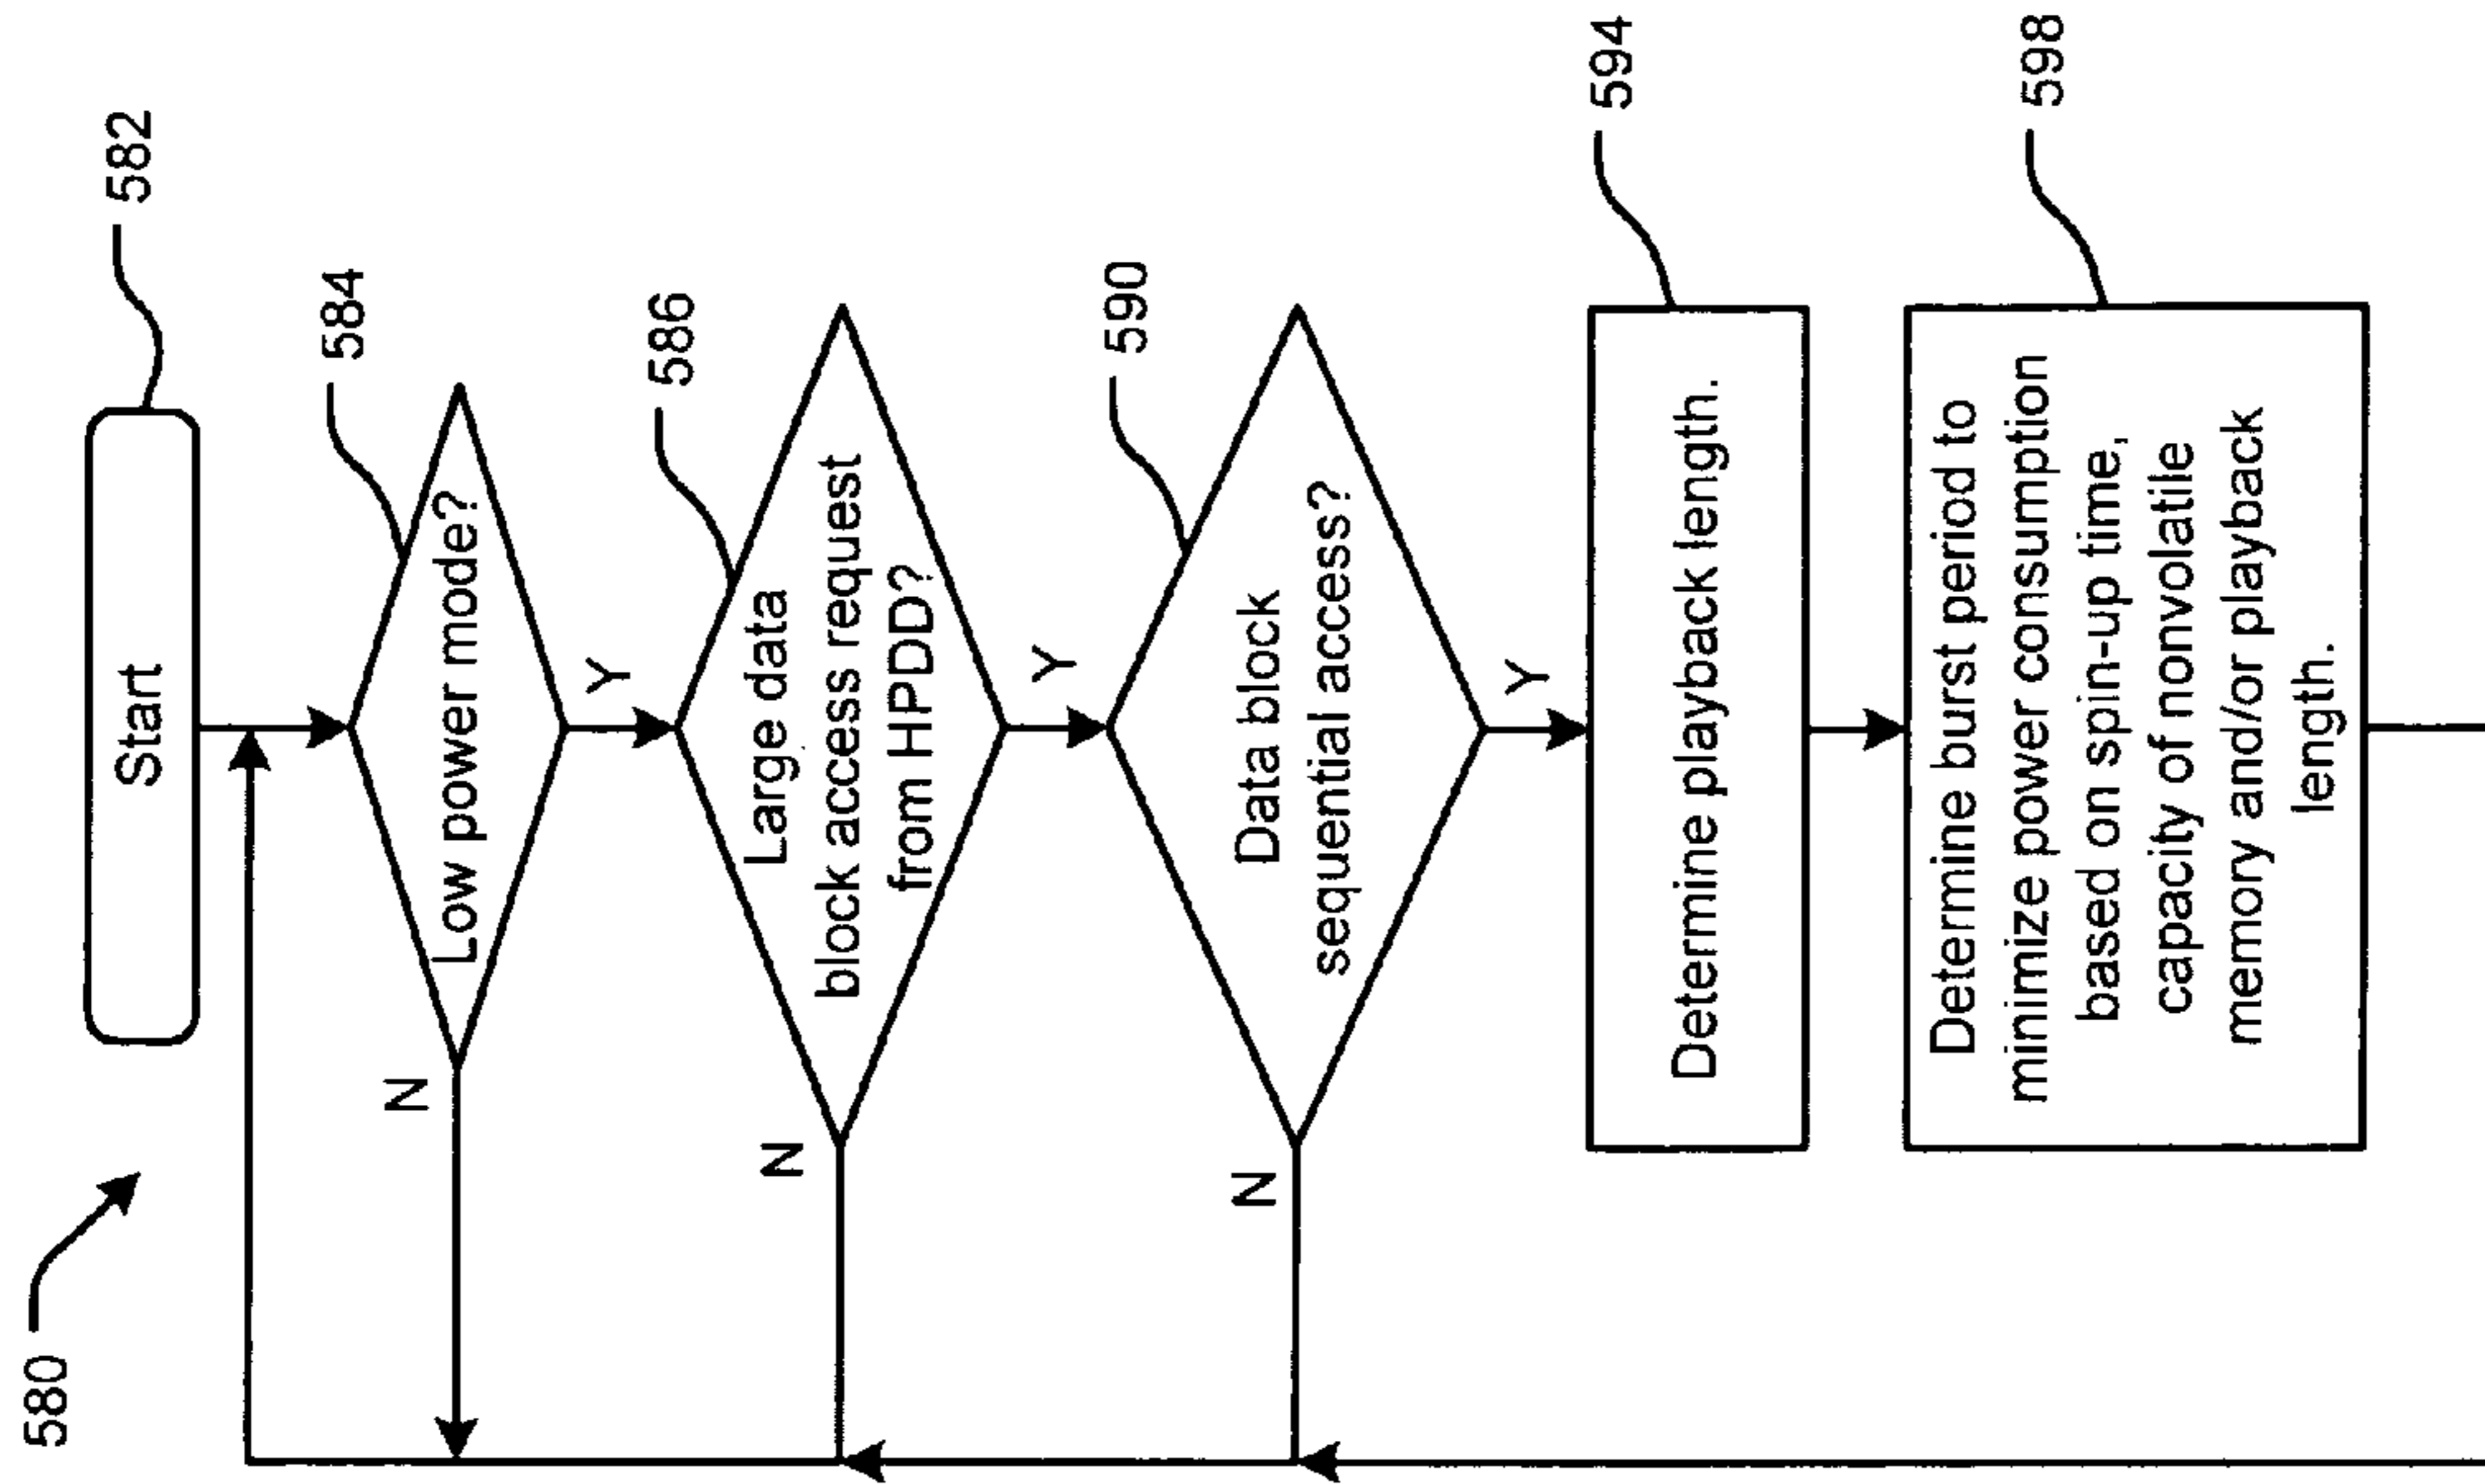 580
Start
582
Low power mode?
584
N
Y
Large data
block access request
from HPDD?
586
N
Y
Data block
sequential access?
590
N
Y
Determine playback length.
594
Determine burst period to
minimize power consumption
based on spin-up time,
capacity of nonvolatile
memory and/or playback
length.
598